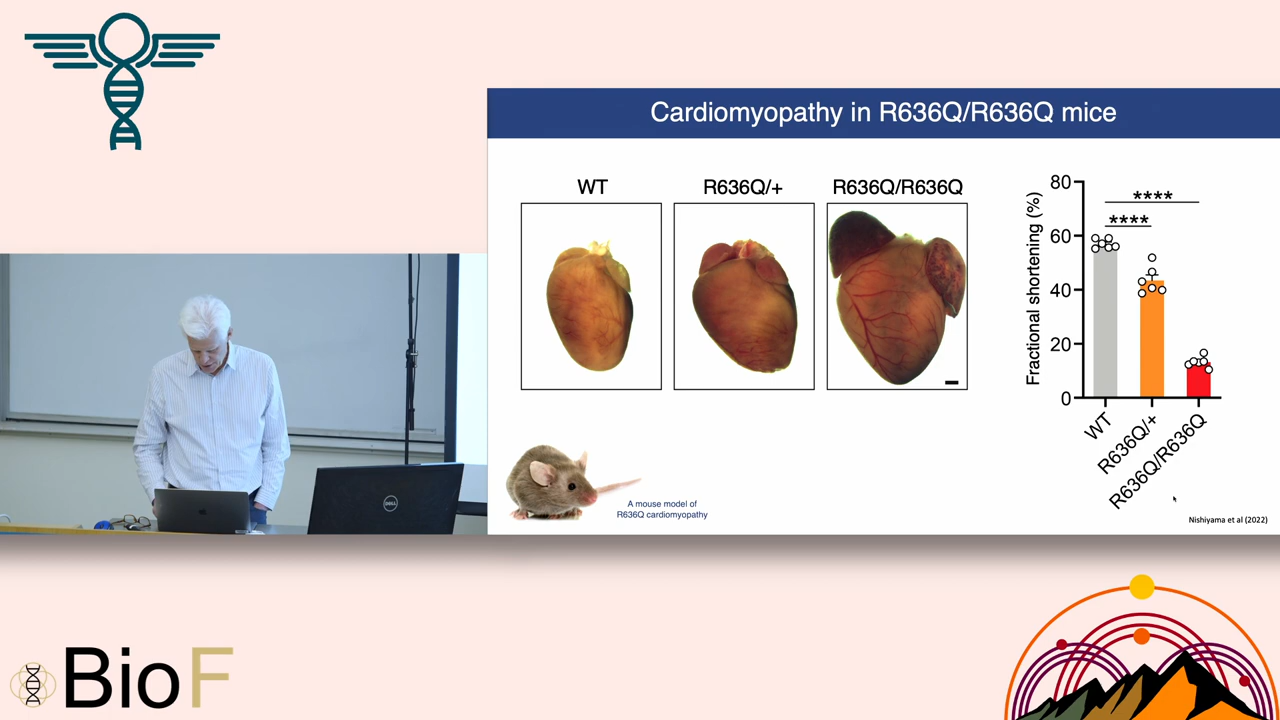 Cardiomyopathy in R636Q/R636Q mice
WT
R636Q/+
R636Q/R636Q
80
60
40
20
0
Fractional shortening (%)
****
****
WT
R636Q/+
R636Q/R636Q
A mouse model of
R636Q cardiomyopathy
Nishiyama et al (2022)
DELL
BioF